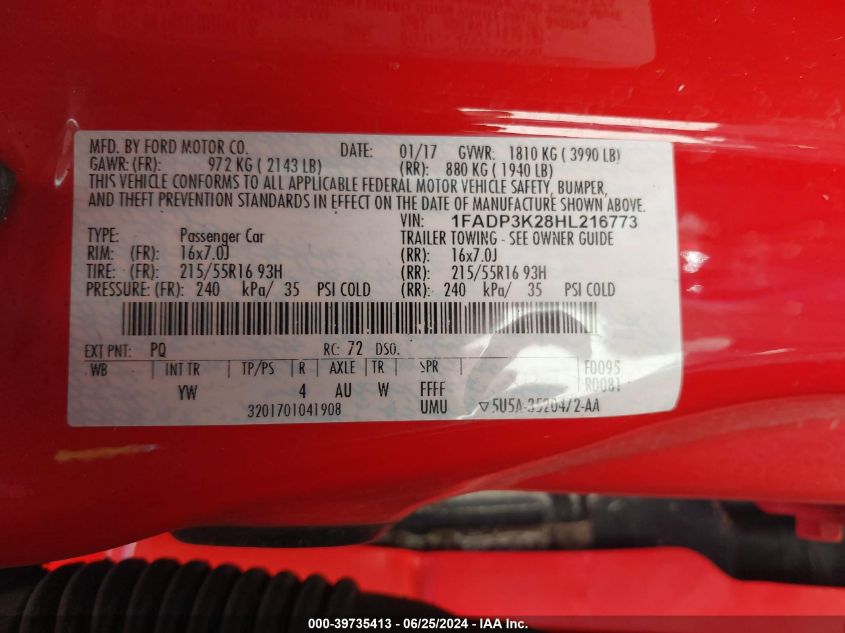 MFD. BY FORD MOTOR CO. DATE: 01/17 GVWR: 1810 KG ( 3990 LB)
GAWR: (FR): 972 KG ( 2143 LB) (RR): 880 KG ( 1940 LB)
THIS VEHICLE CONFORMS TO ALL APPLICABLE FEDERAL MOTOR VEHICLE SAFETY, BUMPER,
AND THEFT PREVENTION STANDARDS IN EFFECT ON THE DATE OF MANUFACTURE SHOWN ABOVE.
VIN: 1FADP3K28HL216773
TYPE: Passenger Car TRAILER TOWING - SEE OWNER GUIDE
RIM: (FR): 16x7.0J (RR): 16x7.0J
TIRE: (FR): 215/55R16 93H (RR): 215/55R16 93H
PRESSURE: (FR): 240 kPa/ 35 PSI COLD (RR): 240 kPa/ 35 PSI COLD
EXT PNT: PQ RC: 72 DSO:
WB INT TR TP/PS R AXLE TR SPR F0095
YW 4 AU W FFFF R0081
3201701041908 UMU ▽5U5A-35204/2-AA
000-39735413 - 06/25/2024 - IAA Inc.